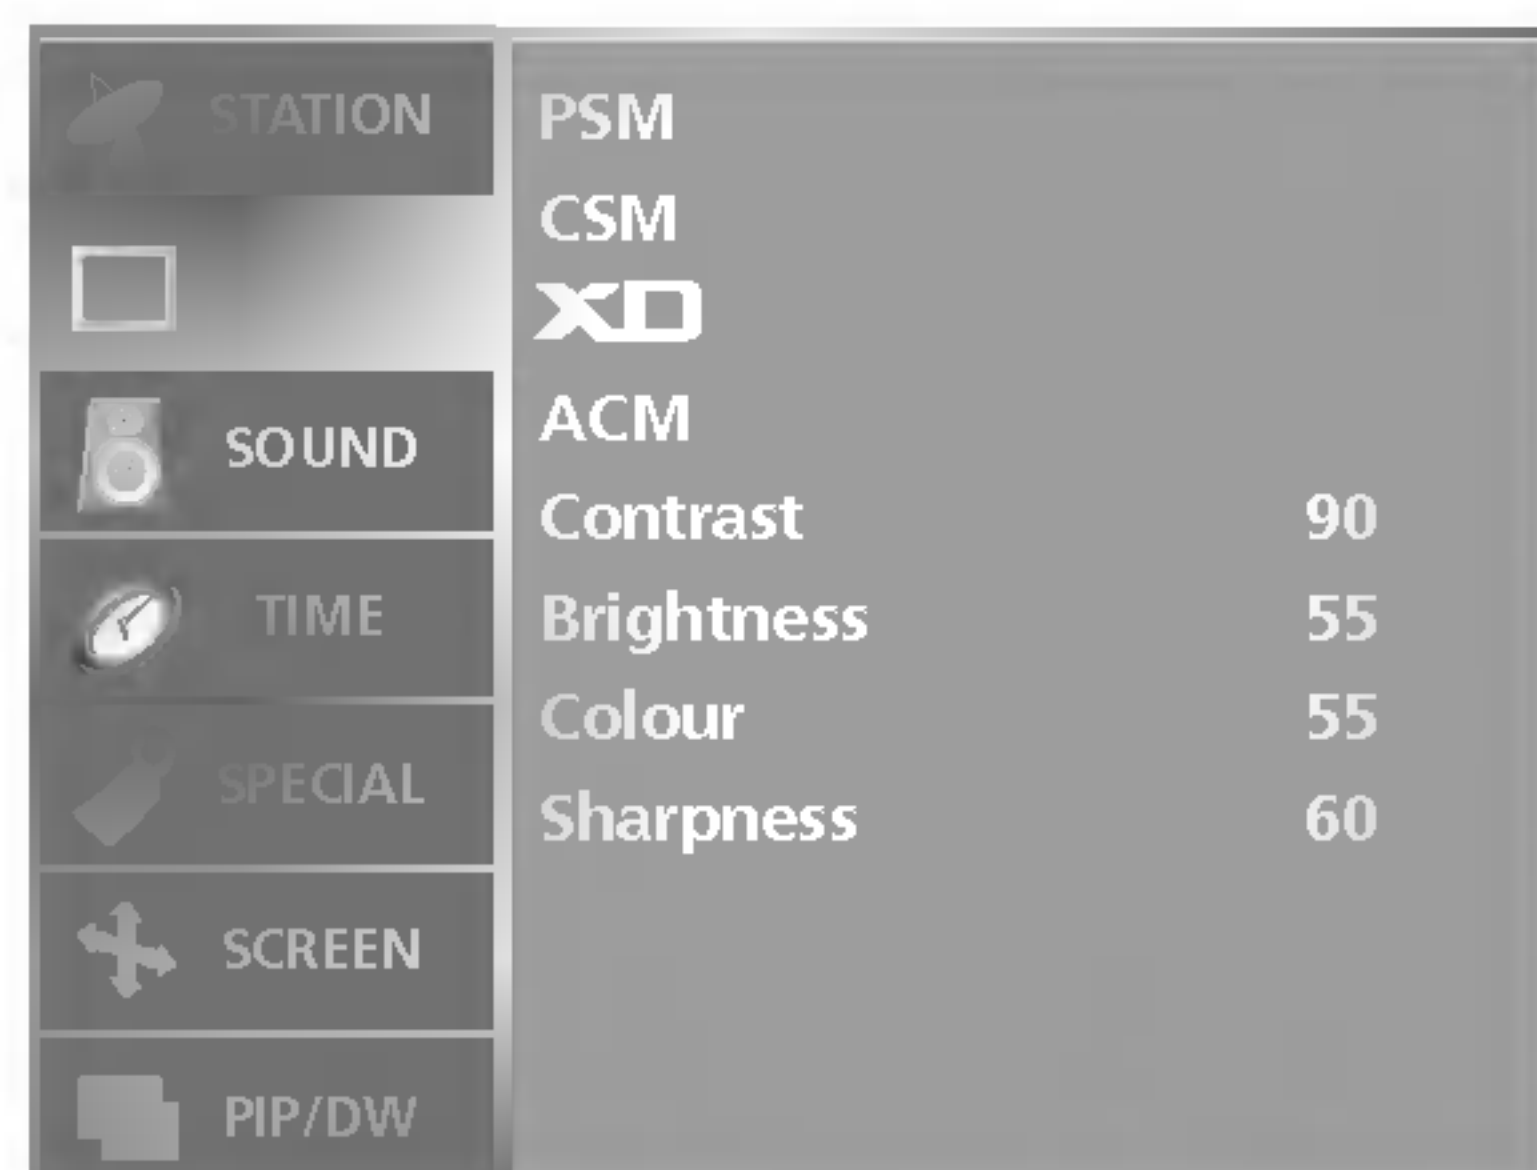 STATION
SOUND
TIME
SPECIAL
SCREEN
PIP/DW
PSM
CSM
XD
ACM
Contrast 90
Brightness 55
Colour 55
Sharpness 60